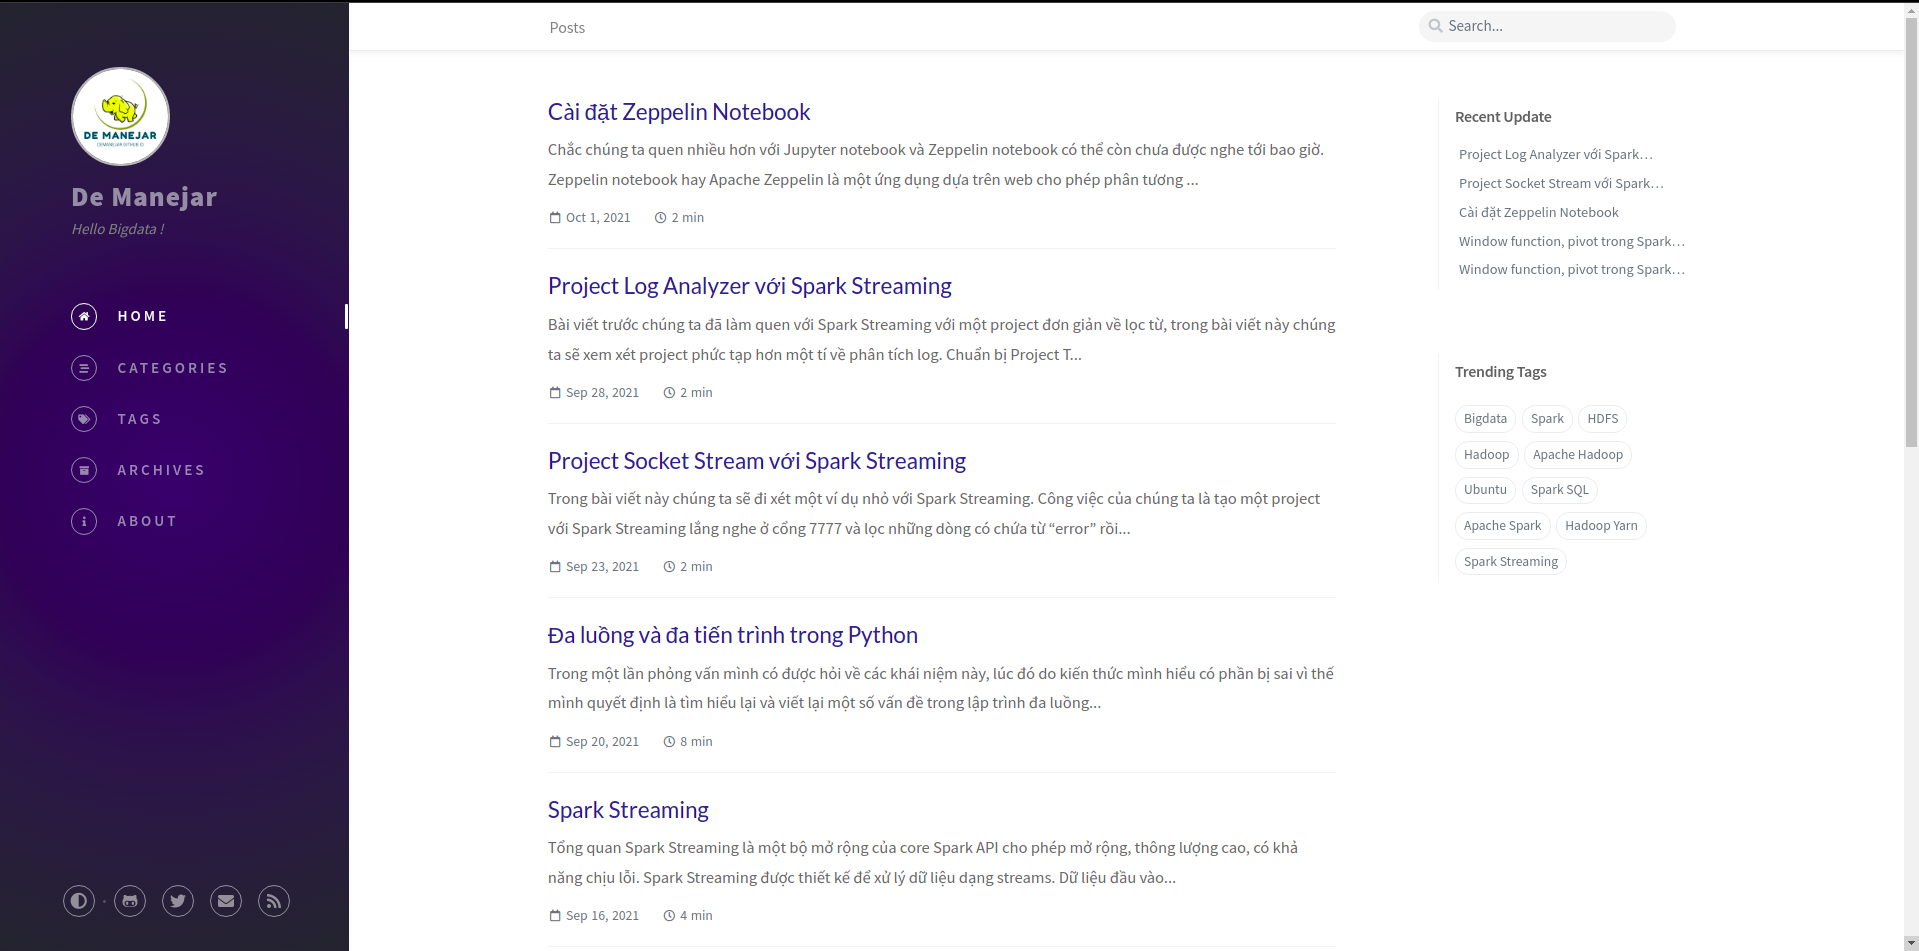 DE MANEJAR
DEMANEJAR.GITHUB.IO
De Manejar
Hello Bigdata !
HOME
CATEGORIES
TAGS
ARCHIVES
ABOUT
Posts
Search...
Cài đặt Zeppelin Notebook
Chắc chúng ta quen nhiều hơn với Jupyter notebook và Zeppelin notebook có thể còn chưa được nghe tới bao giờ.
Zeppelin notebook hay Apache Zeppelin là một ứng dụng dựa trên web cho phép phân tương ...
Oct 1, 2021 2 min
Project Log Analyzer với Spark Streaming
Bài viết trước chúng ta đã làm quen với Spark Streaming với một project đơn giản về lọc từ, trong bài viết này chúng
ta sẽ xem xét project phức tạp hơn một tí về phân tích log. Chuẩn bị Project T...
Sep 28, 2021 2 min
Project Socket Stream với Spark Streaming
Trong bài viết này chúng ta sẽ đi xét một ví dụ nhỏ với Spark Streaming. Công việc của chúng ta là tạo một project
với Spark Streaming lắng nghe ở cổng 7777 và lọc những dòng có chứa từ “error” rồi...
Sep 23, 2021 2 min
Đa luồng và đa tiến trình trong Python
Trong một lần phỏng vấn mình có được hỏi về các khái niệm này, lúc đó do kiến thức mình hiểu có phần bị sai vì thế
mình quyết định là tìm hiểu lại và viết lại một số vấn đề trong lập trình đa luồng...
Sep 20, 2021 8 min
Spark Streaming
Tổng quan Spark Streaming là một bộ mở rộng của core Spark API cho phép mở rộng, thông lượng cao, có khả
năng chịu lỗi. Spark Streaming được thiết kế để xử lý dữ liệu dạng streams. Dữ liệu đầu vào...
Sep 16, 2021 4 min
Recent Update
Project Log Analyzer với Spark...
Project Socket Stream với Spark...
Cài đặt Zeppelin Notebook
Window function, pivot trong Spark...
Window function, pivot trong Spark...
Trending Tags
Bigdata Spark HDFS
Hadoop Apache Hadoop
Ubuntu Spark SQL
Apache Spark Hadoop Yarn
Spark Streaming